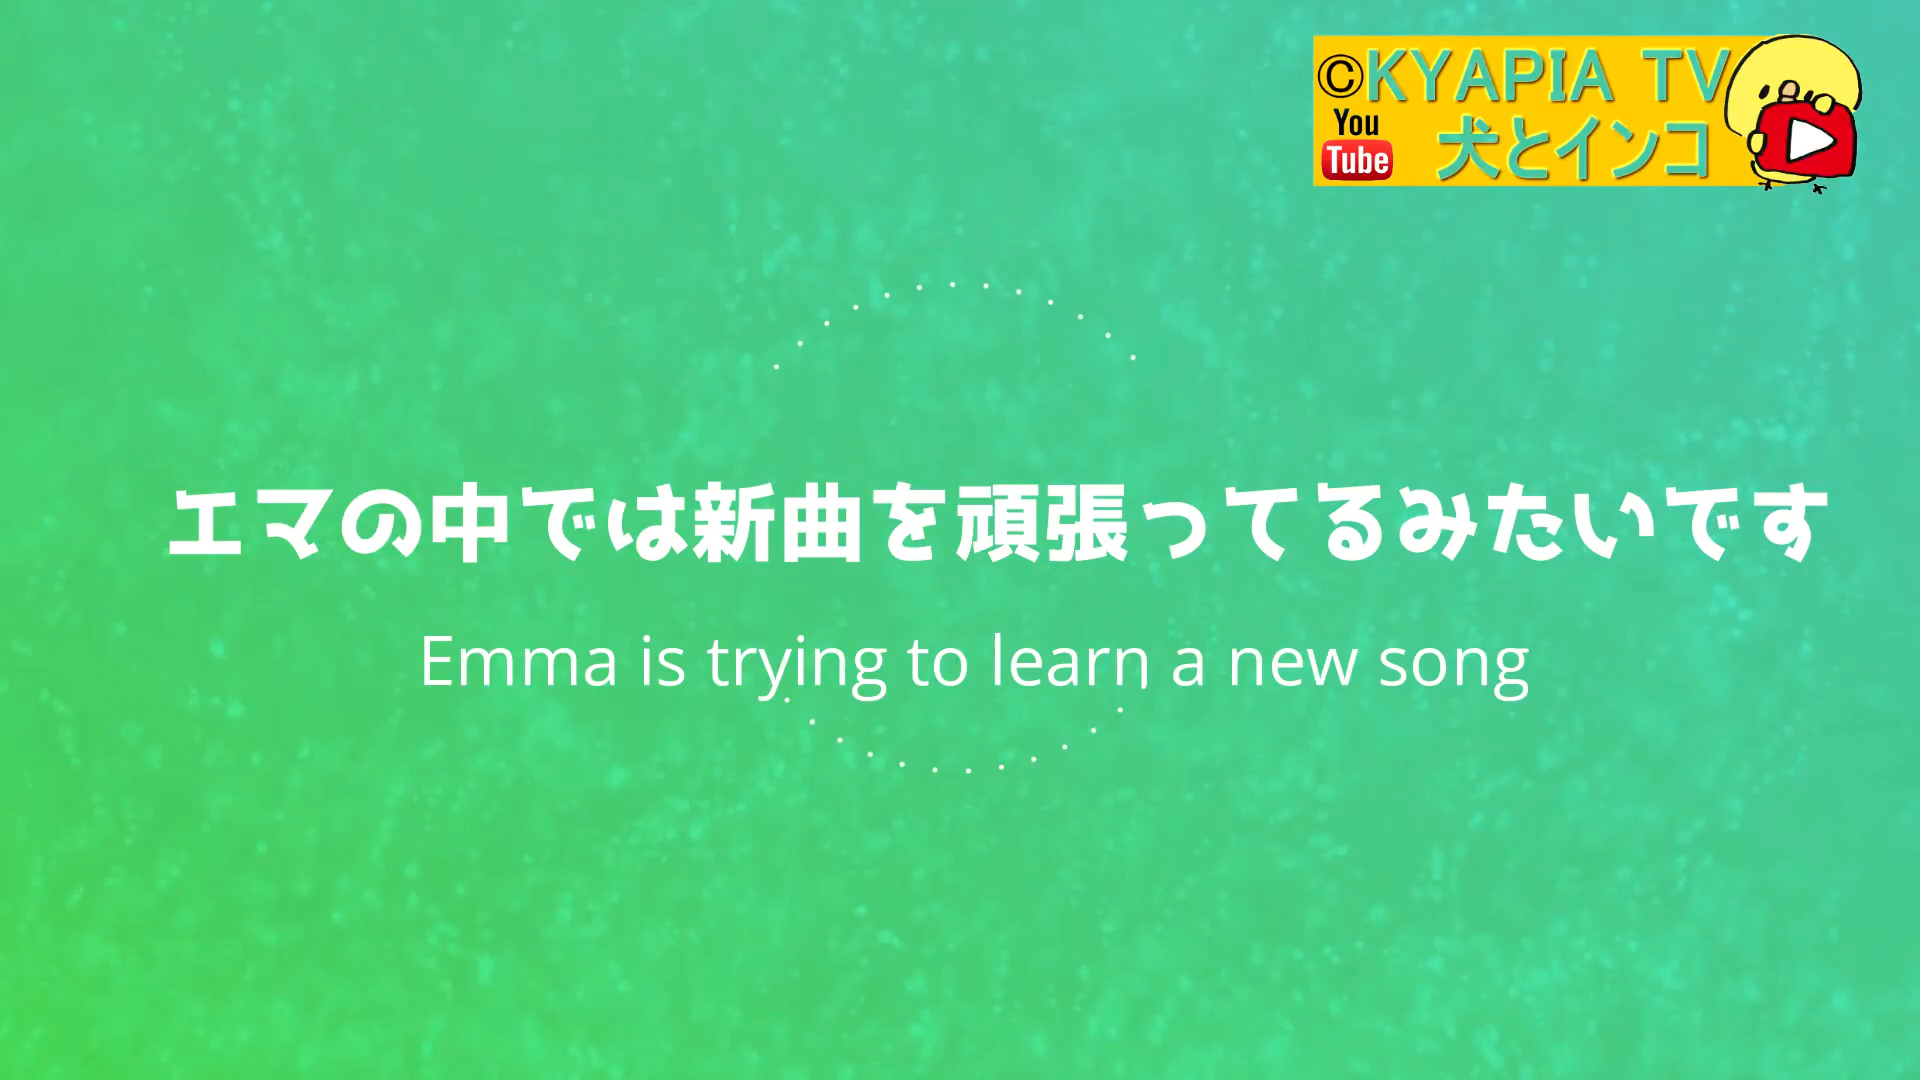 ©KYAPIA TV
You
Tube
犬とインコ
エマの中では新曲を頑張ってるみたいです
Emma is trying to learn a new song